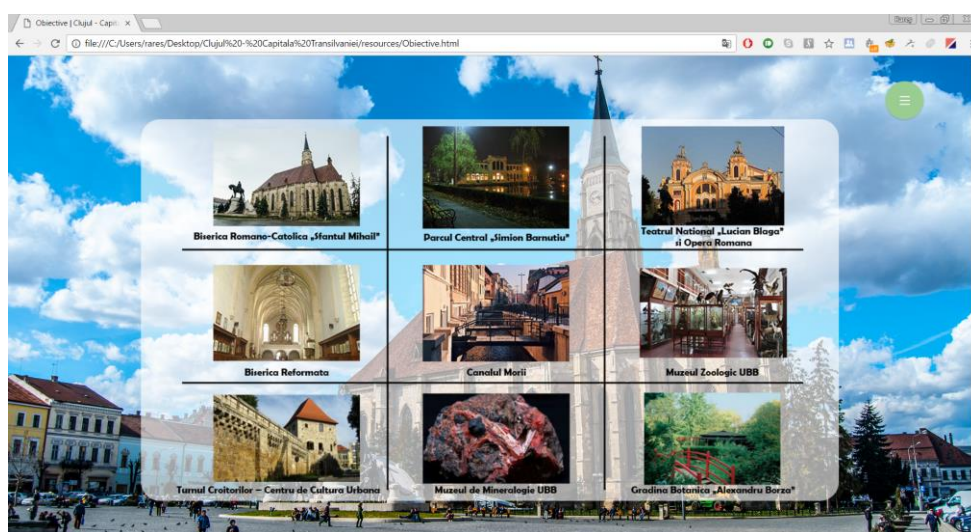 Obiective | Clujul - Capit
Rareș
file:///C:/Users/rares/Desktop/Clujul%20-%20Capitala%20Transilvaniei/resources/Obiective.html
Biserica Romano-Catolica „Sfantul Mihail"
Parcul Central „Simion Barnutiu"
Teatrul National „Lucian Blaga"
si Opera Romana
Biserica Reformata
Canalul Morii
Muzeul Zoologic UBB
Turnul Croitorilor – Centru de Cultura Urbana
Muzeul de Mineralogie UBB
Gradina Botanica „Alexandru Borza"